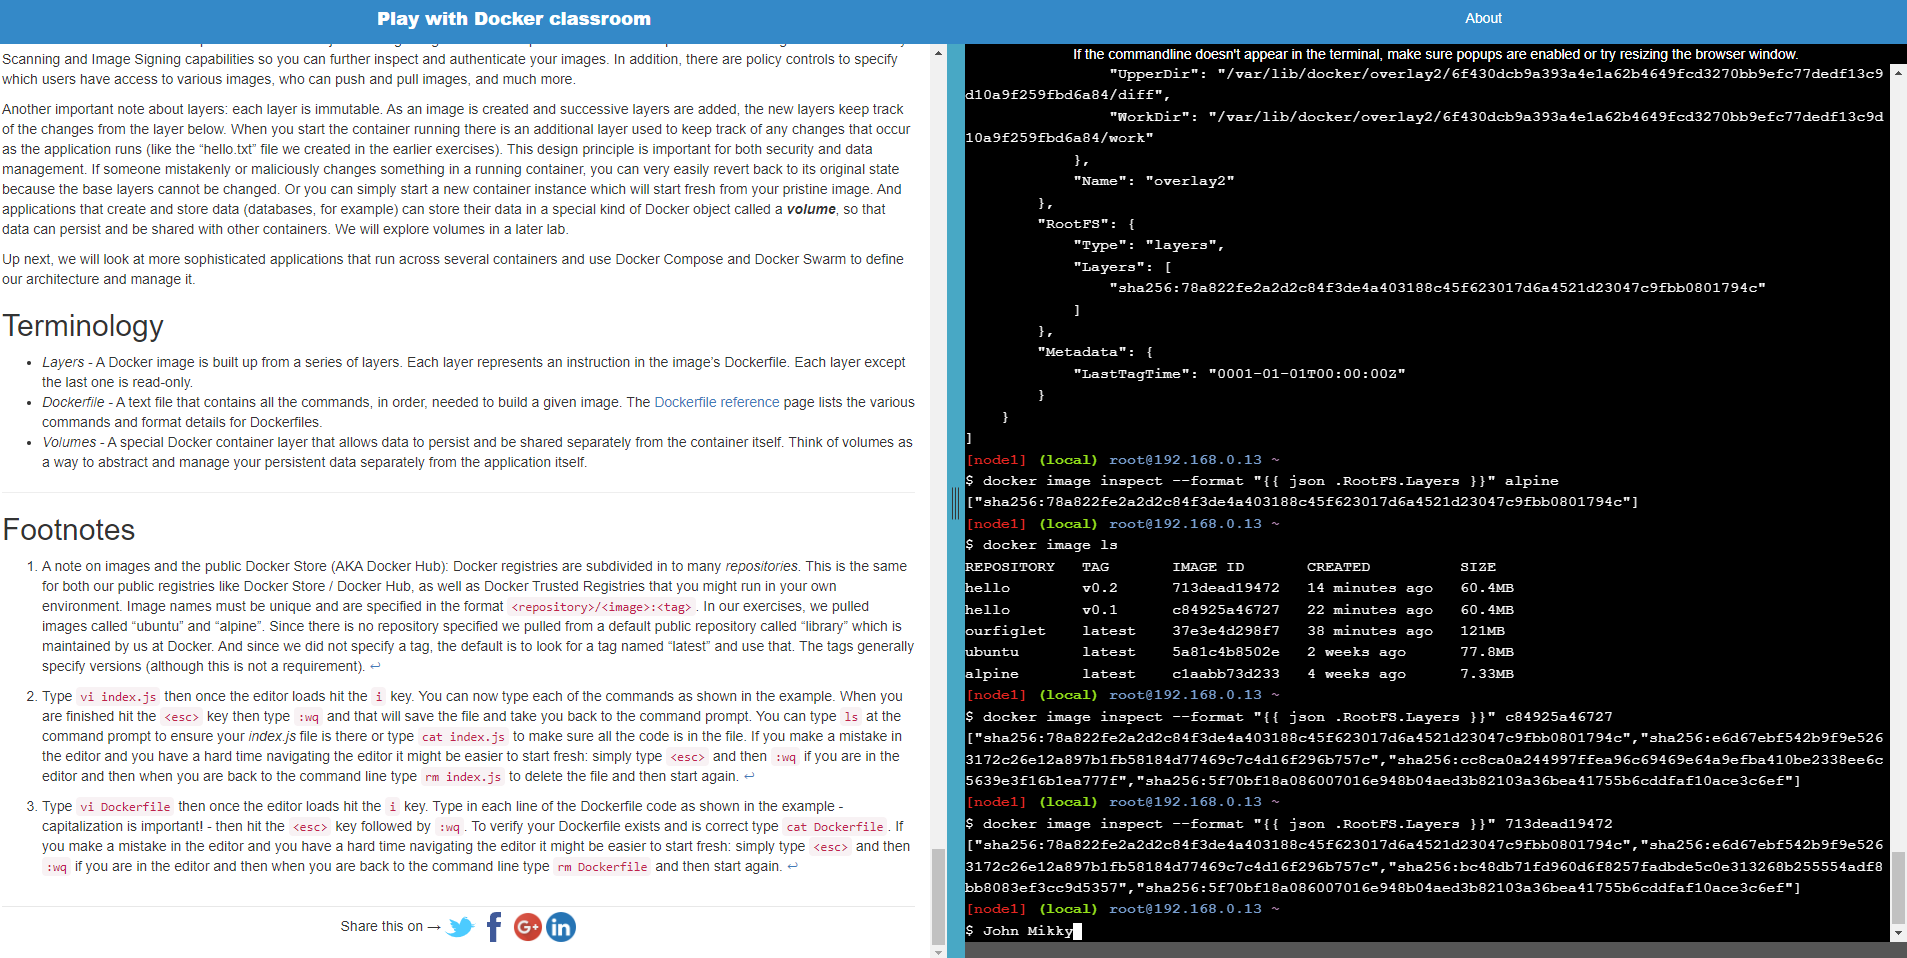 Play with Docker classroom
About
Scanning and Image Signing capabilities so you can further inspect and authenticate your images. In addition, there are policy controls to specify
which users have access to various images, who can push and pull images, and much more.
Another important note about layers: each layer is immutable. As an image is created and successive layers are added, the new layers keep track
of the changes from the layer below. When you start the container running there is an additional layer used to keep track of any changes that occur
as the application runs (like the “hello.txt” file we created in the earlier exercises). This design principle is important for both security and data
management. If someone mistakenly or maliciously changes something in a running container, you can very easily revert back to its original state
because the base layers cannot be changed. Or you can simply start a new container instance which will start fresh from your pristine image. And
applications that create and store data (databases, for example) can store their data in a special kind of Docker object called a volume, so that
data can persist and be shared with other containers. We will explore volumes in a later lab.
Up next, we will look at more sophisticated applications that run across several containers and use Docker Compose and Docker Swarm to define
our architecture and manage it.
Terminology
• Layers - A Docker image is built up from a series of layers. Each layer represents an instruction in the image’s Dockerfile. Each layer except
the last one is read-only.
• Dockerfile - A text file that contains all the commands, in order, needed to build a given image. The Dockerfile reference page lists the various
commands and format details for Dockerfiles.
• Volumes - A special Docker container layer that allows data to persist and be shared separately from the container itself. Think of volumes as
a way to abstract and manage your persistent data separately from the application itself.
Footnotes
1. A note on images and the public Docker Store (AKA Docker Hub): Docker registries are subdivided in to many repositories. This is the same
for both our public registries like Docker Store / Docker Hub, as well as Docker Trusted Registries that you might run in your own
environment. Image names must be unique and are specified in the format <repository>/<image>:<tag>. In our exercises, we pulled
images called “ubuntu” and “alpine”. Since there is no repository specified we pulled from a default public repository called “library” which is
maintained by us at Docker. And since we did not specify a tag, the default is to look for a tag named “latest” and use that. The tags generally
specify versions (although this is not a requirement). ↩
2. Type vi index.js then once the editor loads hit the i key. You can now type each of the commands as shown in the example. When you
are finished hit the <esc> key then type :wq and that will save the file and take you back to the command prompt. You can type ls at the
command prompt to ensure your index.js file is there or type cat index.js to make sure all the code is in the file. If you make a mistake in
the editor and you have a hard time navigating the editor it might be easier to start fresh: simply type <esc> and then :wq if you are in the
editor and then when you are back to the command line type rm index.js to delete the file and then start again. ↩
3. Type vi Dockerfile then once the editor loads hit the i key. Type in each line of the Dockerfile code as shown in the example -
capitalization is important! - then hit the <esc> key followed by :wq. To verify your Dockerfile exists and is correct type cat Dockerfile. If
you make a mistake in the editor and you have a hard time navigating the editor it might be easier to start fresh: simply type <esc> and then
:wq if you are in the editor and then when you are back to the command line type rm Dockerfile and then start again. ↩
Share this on →
G+
in
If the commandline doesn't appear in the terminal, make sure popups are enabled or try resizing the browser window.
"UpperDir": "/var/lib/docker/overlay2/6f430dcb9a393a4e1a62b4649fcd3270bb9efc77dedf13c9
d10a9f259fbd6a84/diff",
"WorkDir": "/var/lib/docker/overlay2/6f430dcb9a393a4e1a62b4649fcd3270bb9efc77dedf13c9d
10a9f259fbd6a84/work"
},
"Name": "overlay2"
},
"RootFS": {
"Type": "layers",
"Layers": [
"sha256:78a822fe2a2d2c84f3de4a403188c45f623017d6a4521d23047c9fbb0801794c"
]
},
"Metadata": {
"LastTagTime": "0001-01-01T00:00:00Z"
}
}
]
[node1] (local) root@192.168.0.13 ~
$ docker image inspect --format "{{ json .RootFS.Layers }}" alpine
["sha256:78a822fe2a2d2c84f3de4a403188c45f623017d6a4521d23047c9fbb0801794c"]
[node1] (local) root@192.168.0.13 ~
$ docker image ls
REPOSITORY TAG IMAGE ID CREATED SIZE
hello v0.2 713dead19472 14 minutes ago 60.4MB
hello v0.1 c84925a46727 22 minutes ago 60.4MB
ourfiglet latest 37e3e4d298f7 38 minutes ago 121MB
ubuntu latest 5a81c4b8502e 2 weeks ago 77.8MB
alpine latest c1aabb73d233 4 weeks ago 7.33MB
[node1] (local) root@192.168.0.13 ~
$ docker image inspect --format "{{ json .RootFS.Layers }}" c84925a46727
["sha256:78a822fe2a2d2c84f3de4a403188c45f623017d6a4521d23047c9fbb0801794c","sha256:e6d67ebf542b9f9e526
3172c26e12a897b1fb58184d77469c7c4d16f296b757c","sha256:cc8ca0a244997ffea96c69469e64a9efba410be2338ee6c
5639e3f16b1ea777f","sha256:5f70bf18a086007016e948b04aed3b82103a36bea41755b6cddfaf10ace3c6ef"]
[node1] (local) root@192.168.0.13 ~
$ docker image inspect --format "{{ json .RootFS.Layers }}" 713dead19472
["sha256:78a822fe2a2d2c84f3de4a403188c45f623017d6a4521d23047c9fbb0801794c","sha256:e6d67ebf542b9f9e526
3172c26e12a897b1fb58184d77469c7c4d16f296b757c","sha256:bc48db71fd960d6f8257fadbde5c0e313268b255554adf8
bb8083ef3cc9d5357","sha256:5f70bf18a086007016e948b04aed3b82103a36bea41755b6cddfaf10ace3c6ef"]
[node1] (local) root@192.168.0.13 ~
$ John Mikky